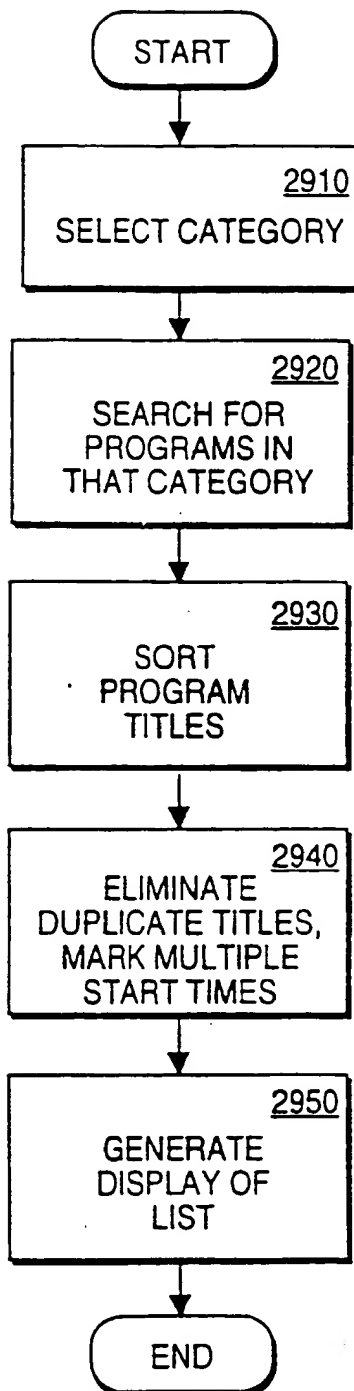 START
2910
SELECT CATEGORY
2920
SEARCH FOR
PROGRAMS IN
THAT CATEGORY
2930
SORT
PROGRAM
TITLES
2940
ELIMINATE
DUPLICATE TITLES,
MARK MULTIPLE
START TIMES
2950
GENERATE
DISPLAY OF
LIST
END